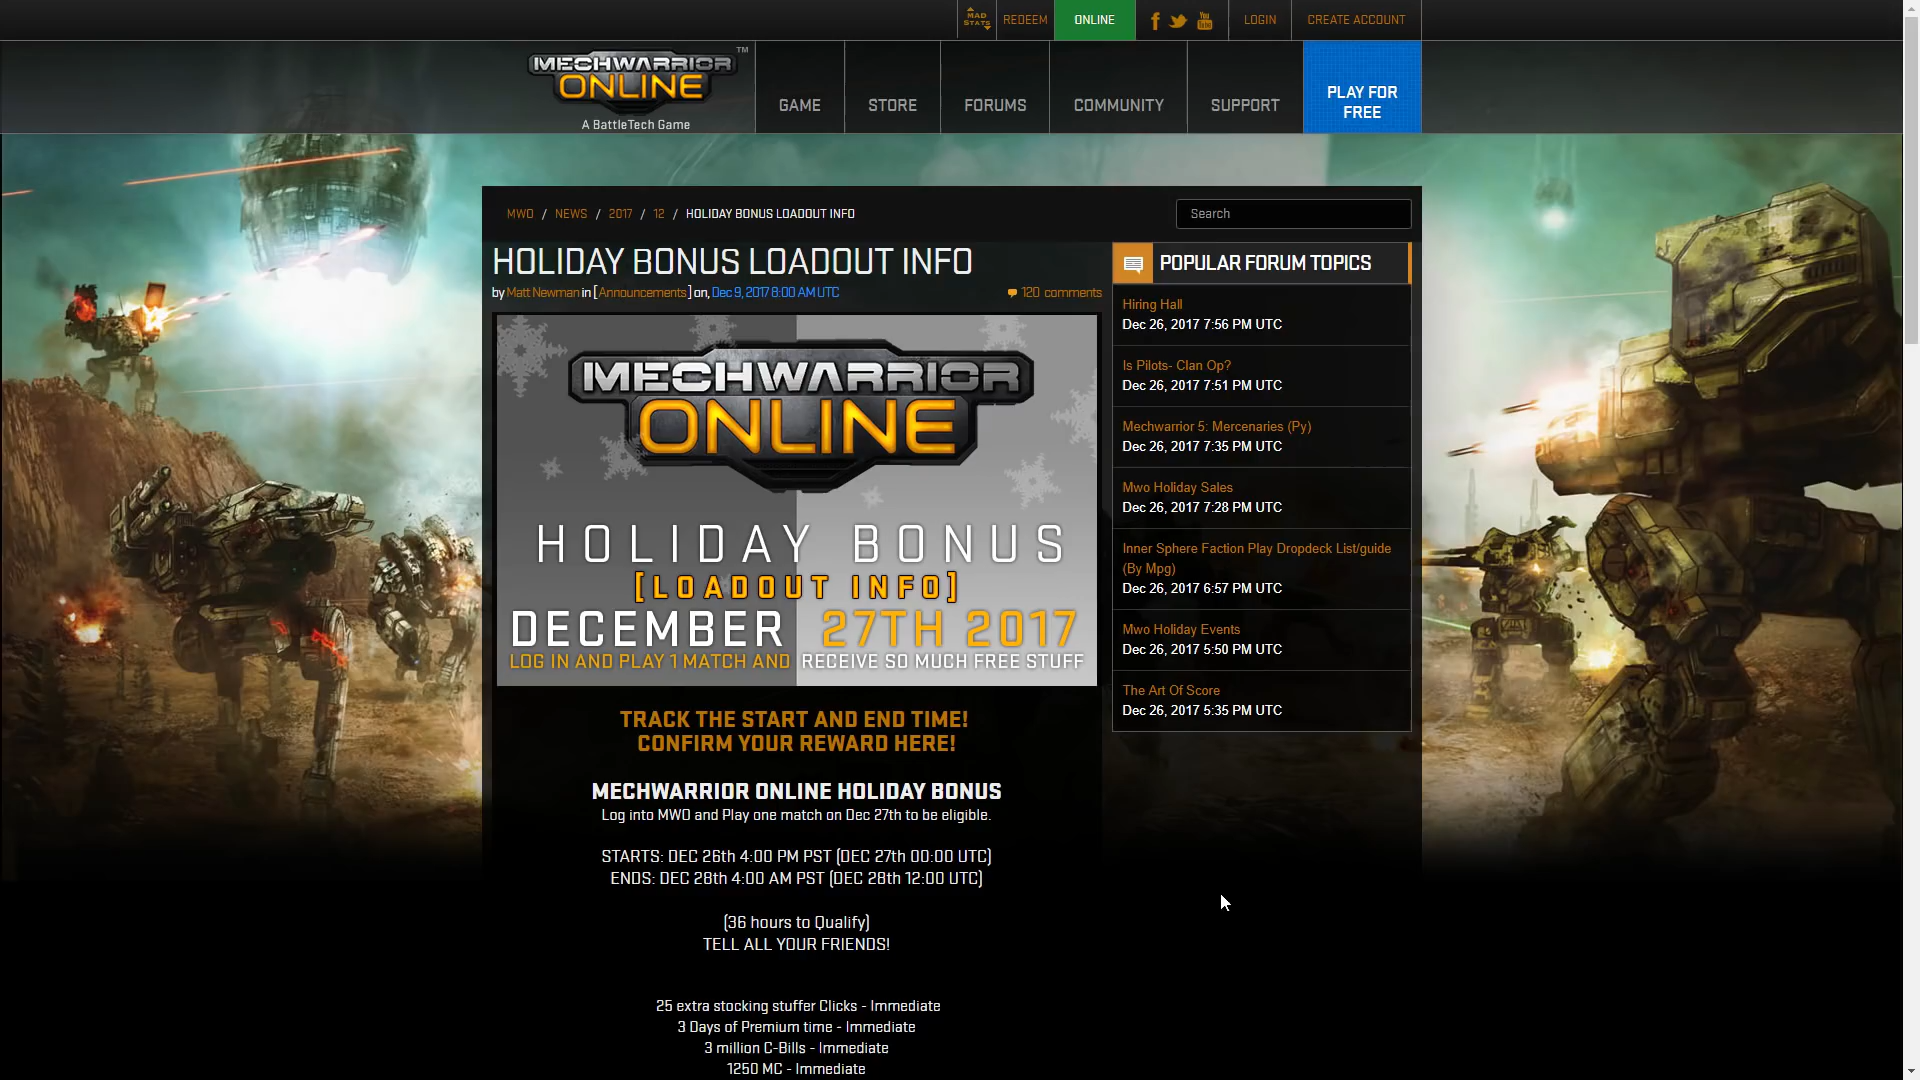 MAD
STATS
REDEEM
ONLINE
LOGIN
CREATE ACCOUNT
MECHWARRIOR
ONLINE
TM
A BattleTech Game
GAME
STORE
FORUMS
COMMUNITY
SUPPORT
PLAY FOR
FREE
MWO / NEWS / 2017 / 12 / HOLIDAY BONUS LOADOUT INFO
Search
HOLIDAY BONUS LOADOUT INFO
by Matt Newman in [Announcements] on, Dec 9, 2017 8:00 AM UTC
120 comments
MECHWARRIOR
ONLINE
HOLIDAY BONUS
[LOADOUT INFO]
DECEMBER 27TH 2017
LOG IN AND PLAY 1 MATCH AND RECEIVE SO MUCH FREE STUFF
TRACK THE START AND END TIME!
CONFIRM YOUR REWARD HERE!
MECHWARRIOR ONLINE HOLIDAY BONUS
Log into MWO and Play one match on Dec 27th to be eligible.
STARTS: DEC 26th 4:00 PM PST (DEC 27th 00:00 UTC)
ENDS: DEC 28th 4:00 AM PST (DEC 28th 12:00 UTC)
(36 hours to Qualify)
TELL ALL YOUR FRIENDS!
25 extra stocking stuffer Clicks - Immediate
3 Days of Premium time - Immediate
3 million C-Bills - Immediate
1250 MC - Immediate
POPULAR FORUM TOPICS
Hiring Hall
Dec 26, 2017 7:56 PM UTC
Is Pilots- Clan Op?
Dec 26, 2017 7:51 PM UTC
Mechwarrior 5: Mercenaries (Py)
Dec 26, 2017 7:35 PM UTC
Mwo Holiday Sales
Dec 26, 2017 7:28 PM UTC
Inner Sphere Faction Play Dropdeck List/guide
(By Mpg)
Dec 26, 2017 6:57 PM UTC
Mwo Holiday Events
Dec 26, 2017 5:50 PM UTC
The Art Of Score
Dec 26, 2017 5:35 PM UTC